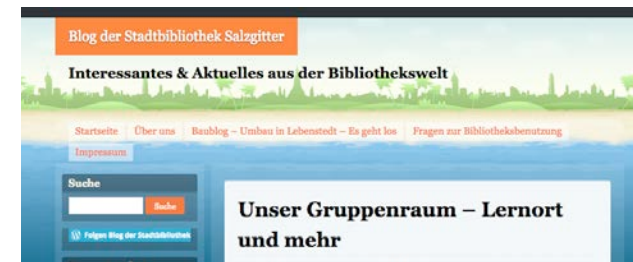 Blog der Stadtbibliothek Salzgitter
Interessantes & Aktuelles aus der Bibliothekswelt
Startseite Über uns Baublog – Umbau in Lebenstedt – Es geht los Fragen zur Bibliotheksbenutzung
Impressum
Suche
Suche
Folgen Blog der Stadtbibliothek
Unser Gruppenraum – Lernort
und mehr